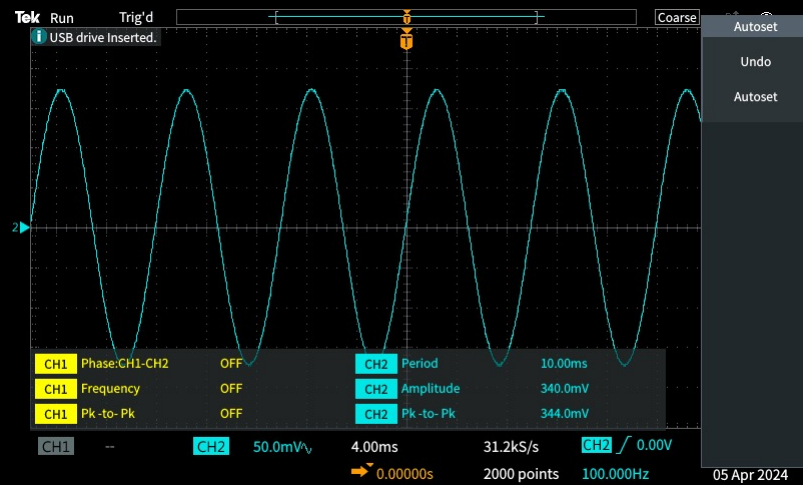 Tek Run Trig'd T Coarse
Autoset
i USB drive Inserted. T
Undo
Autoset
2
CH1 Phase:CH1-CH2 OFF CH2 Period 10.00ms
CH1 Frequency OFF CH2 Amplitude 340.0mV
CH1 Pk -to- Pk OFF CH2 Pk -to- Pk 344.0mV
CH1 -- CH2 50.0mV 4.00ms 31.2kS/s CH2 0.00V
0.00000s 2000 points 100.000Hz 05 Apr 2024